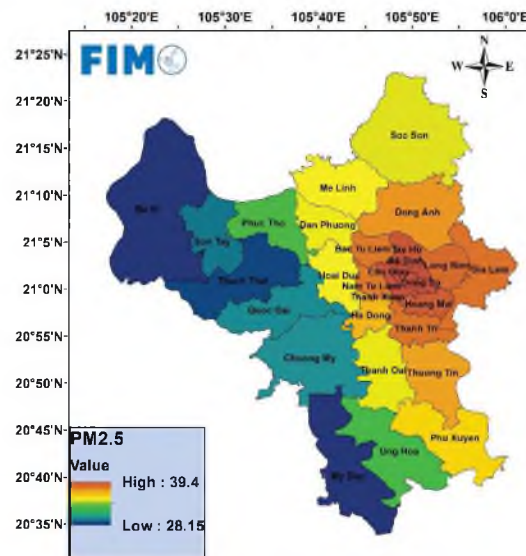 105°20'E 105°30'E 105°40'E 105°50'E 106°0'E
21°25'N
FIMO
N
W E
S
21°20'N
Soc Son
21°15'N
Me Linh
21°10'N
Ba Vi
Phuc Tho
Dan Phuong
Dong Anh
21°05'N
Son Tay
Bac Tu Liem Tay Ho
Long Bien
Gia Lam
Cau Giay
Hoai Duc
Thach That
21°0'N
Nam Tu Liem
Thanh Xuan
Hoang Mai
Quoc Oai
Ha Dong
20°55'N
Thanh Tri
Chuong My
Thanh Oai
Thuong Tin
20°50'N
20°45'N
PM2.5
Phu Xuyen
Ung Hoa
Value
20°40'N
High : 39.4
My Duc
Low : 28.15
20°35'N